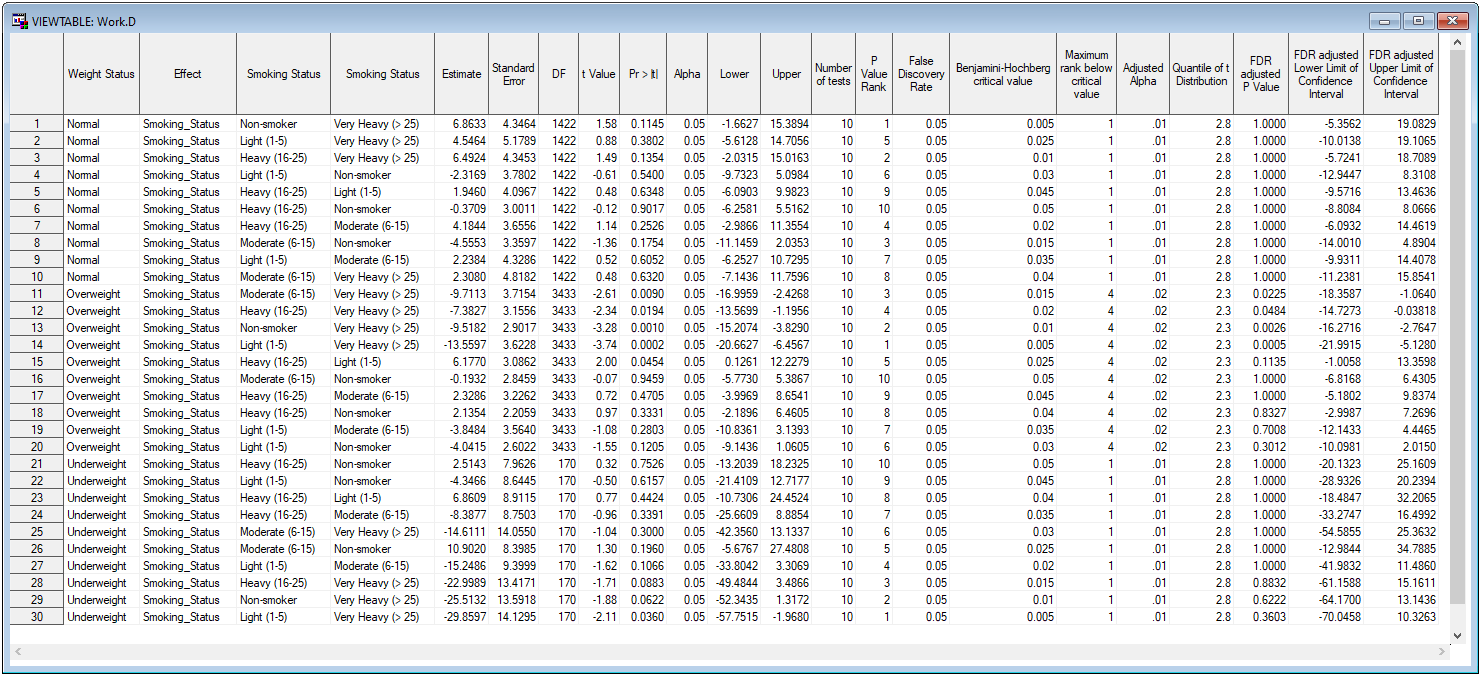 VIEWTABLE: Work.D
Weight Status Effect Smoking Status Smoking Status Estimate Standard Error DF t Value Pr > |t| Alpha Lower Upper Number of tests P Value Rank False Discovery Rate Benjamini-Hochberg critical value Maximum rank below critical value Adjusted Alpha Quantile of t Distribution FDR adjusted P Value FDR adjusted Lower Limit of Confidence Interval FDR adjusted Upper Limit of Confidence Interval
1 Normal Smoking_Status Non-smoker Very Heavy (> 25) 6.8633 4.3464 1422 1.58 0.1145 0.05 -1.6627 15.3894 10 1 0.05 0.005 1 .01 2.8 1.0000 -5.3562 19.0829
2 Normal Smoking_Status Light (1-5) Very Heavy (> 25) 4.5464 5.1789 1422 0.88 0.3802 0.05 -5.6128 14.7056 10 5 0.05 0.025 1 .01 2.8 1.0000 -10.0138 19.1065
3 Normal Smoking_Status Heavy (16-25) Very Heavy (> 25) 6.4924 4.3453 1422 1.49 0.1354 0.05 -2.0315 15.0163 10 2 0.05 0.01 1 .01 2.8 1.0000 -5.7241 18.7089
4 Normal Smoking_Status Light (1-5) Non-smoker -2.3169 3.7802 1422 -0.61 0.5400 0.05 -9.7323 5.0984 10 6 0.05 0.03 1 .01 2.8 1.0000 -12.9447 8.3108
5 Normal Smoking_Status Heavy (16-25) Light (1-5) 1.9460 4.0967 1422 0.48 0.6348 0.05 -6.0903 9.9823 10 9 0.05 0.045 1 .01 2.8 1.0000 -9.5716 13.4636
6 Normal Smoking_Status Heavy (16-25) Non-smoker -0.3709 3.0011 1422 -0.12 0.9017 0.05 -6.2581 5.5162 10 10 0.05 0.05 1 .01 2.8 1.0000 -8.8084 8.0666
7 Normal Smoking_Status Heavy (16-25) Moderate (6-15) 4.1844 3.6556 1422 1.14 0.2526 0.05 -2.9866 11.3554 10 4 0.05 0.02 1 .01 2.8 1.0000 -6.0932 14.4619
8 Normal Smoking_Status Moderate (6-15) Non-smoker -4.5553 3.3597 1422 -1.36 0.1754 0.05 -11.1459 2.0353 10 3 0.05 0.015 1 .01 2.8 1.0000 -14.0010 4.8904
9 Normal Smoking_Status Light (1-5) Moderate (6-15) 2.2384 4.3286 1422 0.52 0.6052 0.05 -6.2527 10.7295 10 7 0.05 0.035 1 .01 2.8 1.0000 -9.9311 14.4078
10 Normal Smoking_Status Moderate (6-15) Very Heavy (> 25) 2.3080 4.8182 1422 0.48 0.6320 0.05 -7.1436 11.7596 10 8 0.05 0.04 1 .01 2.8 1.0000 -11.2381 15.8541
11 Overweight Smoking_Status Moderate (6-15) Very Heavy (> 25) -9.7113 3.7154 3433 -2.61 0.0090 0.05 -16.9959 -2.4268 10 3 0.05 0.015 4 .02 2.3 0.0225 -18.3587 -1.0640
12 Overweight Smoking_Status Heavy (16-25) Very Heavy (> 25) -7.3827 3.1556 3433 -2.34 0.0194 0.05 -13.5699 -1.1956 10 4 0.05 0.02 4 .02 2.3 0.0484 -14.7273 -0.03818
13 Overweight Smoking_Status Non-smoker Very Heavy (> 25) -9.5182 2.9017 3433 -3.28 0.0010 0.05 -15.2074 -3.8290 10 2 0.05 0.01 4 .02 2.3 0.0026 -16.2716 -2.7647
14 Overweight Smoking_Status Light (1-5) Very Heavy (> 25) -13.5597 3.6228 3433 -3.74 0.0002 0.05 -20.6627 -6.4567 10 1 0.05 0.005 4 .02 2.3 0.0005 -21.9915 -5.1280
15 Overweight Smoking_Status Heavy (16-25) Light (1-5) 6.1770 3.0862 3433 2.00 0.0454 0.05 0.1261 12.2279 10 5 0.05 0.025 4 .02 2.3 0.1135 -1.0058 13.3598
16 Overweight Smoking_Status Moderate (6-15) Non-smoker -0.1932 2.8459 3433 -0.07 0.9459 0.05 -5.7730 5.3867 10 10 0.05 0.05 4 .02 2.3 1.0000 -6.8168 6.4305
17 Overweight Smoking_Status Heavy (16-25) Moderate (6-15) 2.3286 3.2262 3433 0.72 0.4705 0.05 -3.9969 8.6541 10 9 0.05 0.045 4 .02 2.3 1.0000 -5.1802 9.8374
18 Overweight Smoking_Status Heavy (16-25) Non-smoker 2.1354 2.2059 3433 0.97 0.3331 0.05 -2.1896 6.4605 10 8 0.05 0.04 4 .02 2.3 0.8327 -2.9987 7.2696
19 Overweight Smoking_Status Light (1-5) Moderate (6-15) -3.8484 3.5640 3433 -1.08 0.2803 0.05 -10.8361 3.1393 10 7 0.05 0.035 4 .02 2.3 0.7008 -12.1433 4.4465
20 Overweight Smoking_Status Light (1-5) Non-smoker -4.0415 2.6022 3433 -1.55 0.1205 0.05 -9.1436 1.0605 10 6 0.05 0.03 4 .02 2.3 0.3012 -10.0981 2.0150
21 Underweight Smoking_Status Heavy (16-25) Non-smoker 2.5143 7.9626 170 0.32 0.7526 0.05 -13.2039 18.2325 10 10 0.05 0.05 1 .01 2.8 1.0000 -20.1323 25.1609
22 Underweight Smoking_Status Light (1-5) Non-smoker -4.3466 8.6445 170 -0.50 0.6157 0.05 -21.4109 12.7177 10 9 0.05 0.045 1 .01 2.8 1.0000 -28.9326 20.2394
23 Underweight Smoking_Status Heavy (16-25) Light (1-5) 6.8609 8.9115 170 0.77 0.4424 0.05 -10.7306 24.4524 10 8 0.05 0.04 1 .01 2.8 1.0000 -18.4847 32.2065
24 Underweight Smoking_Status Heavy (16-25) Moderate (6-15) -8.3877 8.7503 170 -0.96 0.3391 0.05 -25.6609 8.8854 10 7 0.05 0.035 1 .01 2.8 1.0000 -33.2747 16.4992
25 Underweight Smoking_Status Moderate (6-15) Very Heavy (> 25) -14.6111 14.0550 170 -1.04 0.3000 0.05 -42.3560 13.1337 10 6 0.05 0.03 1 .01 2.8 1.0000 -54.5855 25.3632
26 Underweight Smoking_Status Moderate (6-15) Non-smoker 10.9020 8.3985 170 1.30 0.1960 0.05 -5.6767 27.4808 10 5 0.05 0.025 1 .01 2.8 1.0000 -12.9844 34.7885
27 Underweight Smoking_Status Light (1-5) Moderate (6-15) -15.2486 9.3999 170 -1.62 0.1066 0.05 -33.8042 3.3069 10 4 0.05 0.02 1 .01 2.8 1.0000 -41.9832 11.4860
28 Underweight Smoking_Status Heavy (16-25) Very Heavy (> 25) -22.9989 13.4171 170 -1.71 0.0883 0.05 -49.4844 3.4866 10 3 0.05 0.015 1 .01 2.8 0.8832 -61.1588 15.1611
29 Underweight Smoking_Status Non-smoker Very Heavy (> 25) -25.5132 13.5918 170 -1.88 0.0622 0.05 -52.3435 1.3172 10 2 0.05 0.01 1 .01 2.8 0.6222 -64.1700 13.1436
30 Underweight Smoking_Status Light (1-5) Very Heavy (> 25) -29.8597 14.1295 170 -2.11 0.0360 0.05 -57.7515 -1.9680 10 1 0.05 0.005 1 .01 2.8 0.3603 -70.0458 10.3263